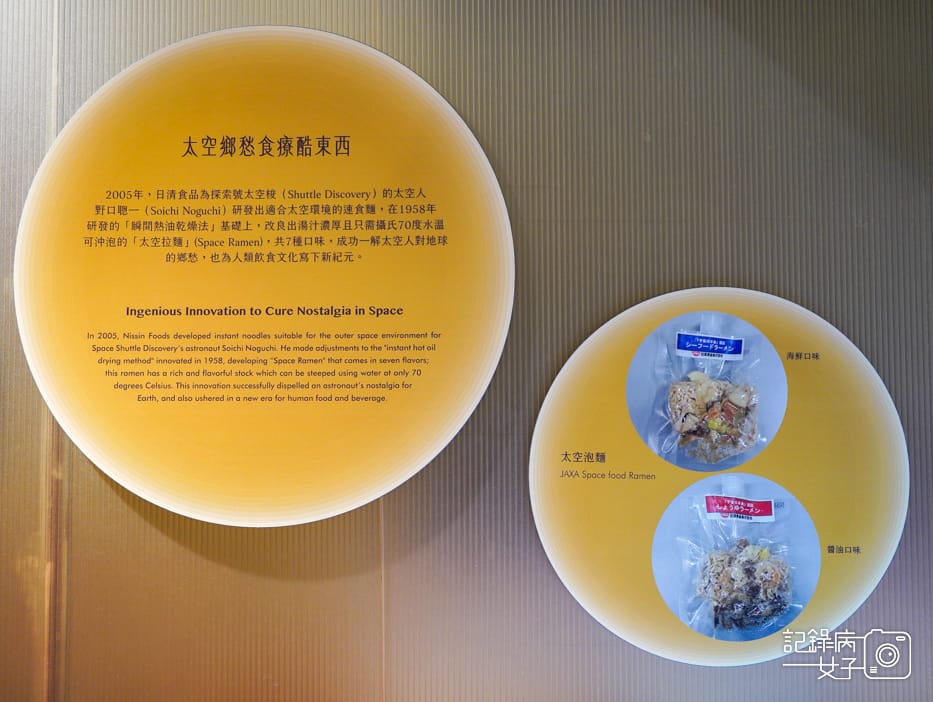 太空鄉愁食療酷東西
2005年，日清食品為探索號太空梭（Shuttle Discovery）的太空人
野口聰一（Soichi Noguchi）研發出適合太空環境的速食麵，在1958年
研發的「瞬間熱油乾燥法」基礎上，改良出湯汁濃厚且只需攝氏70度水溫
可沖泡的「太空拉麵」(Space Ramen)，共7種口味，成功一解太空人對地球
的鄉愁，也為人類飲食文化寫下新紀元。
Ingenious Innovation to Cure Nostalgia in Space
In 2005, Nissin Foods developed instant noodles suitable for the outer space environment for
Space Shuttle Discovery's astronaut Soichi Noguchi. He made adjustments to the "instant hot oil
drying method" innovated in 1958, developing "Space Ramen" that comes in seven flavors;
this ramen has a rich and flavorful stock which can be steeped using water at only 70
degrees Celsius. This innovation successfully dispelled an astronaut's nostalgia for
Earth, and also ushered in a new era for human food and beverage.
シーフードラーメン
海鮮口味
太空泡麵
JAXA Space food Ramen
しょうゆラーメン
醬油口味
記錄病
女子